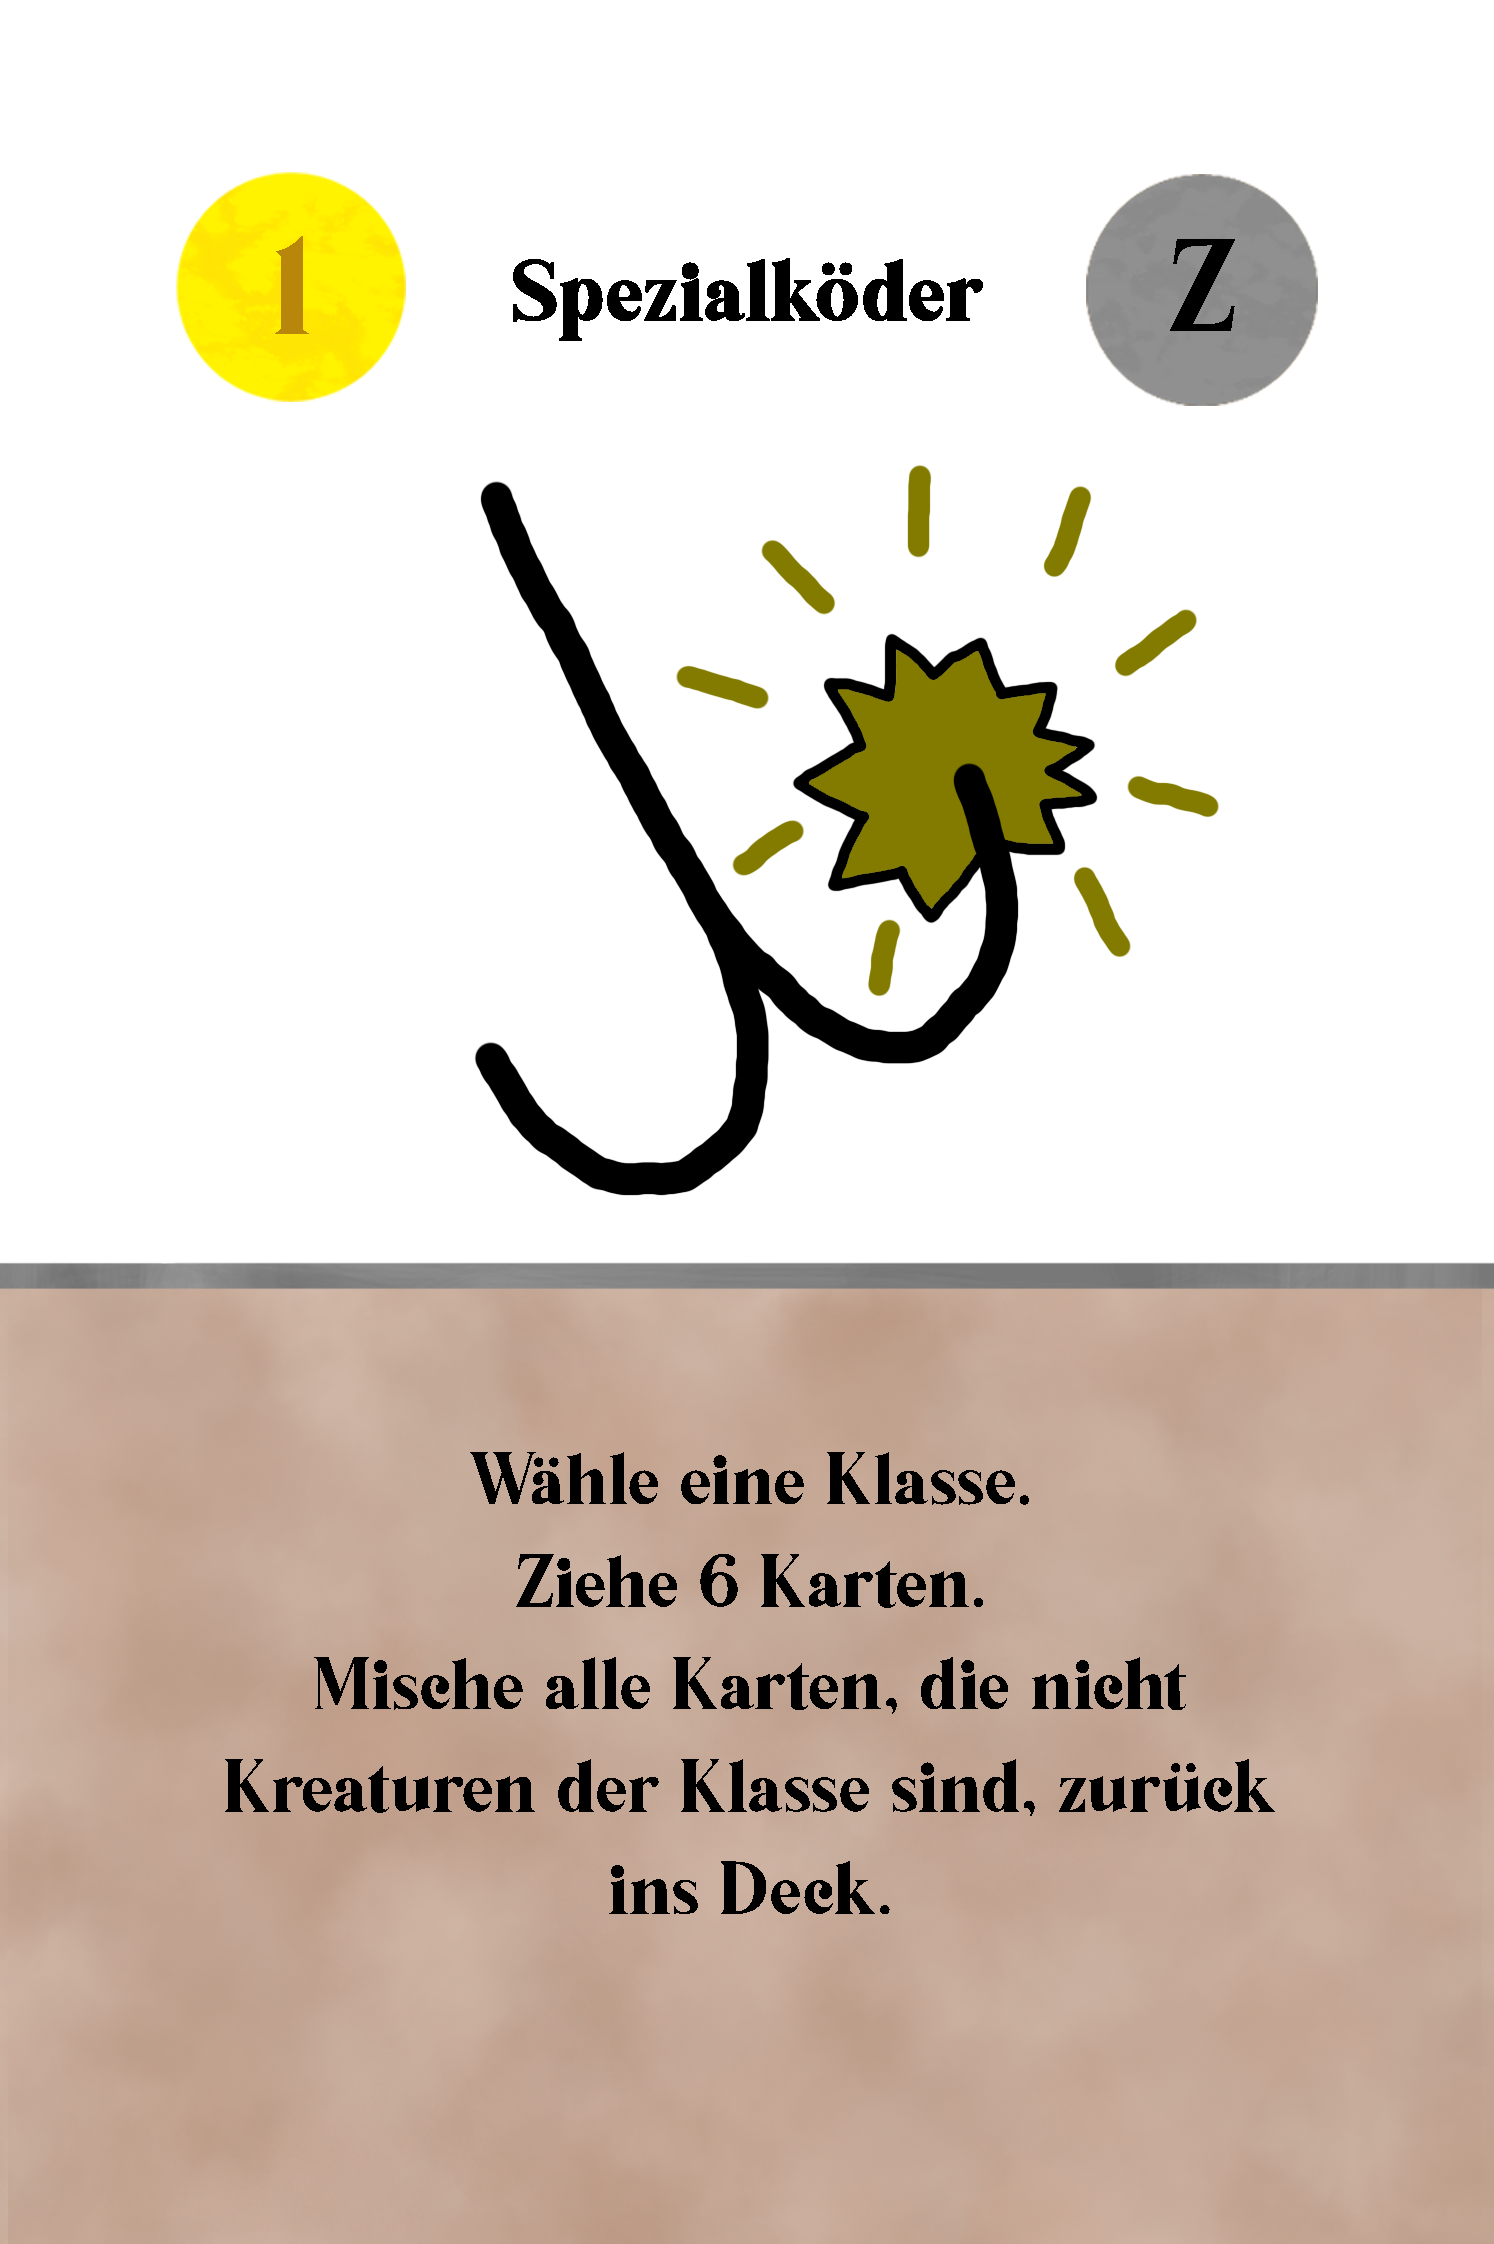 1 Spezialköder Z
Wähle eine Klasse.
Ziehe 6 Karten.
Mische alle Karten, die nicht
Kreaturen der Klasse sind, zurück
ins Deck.